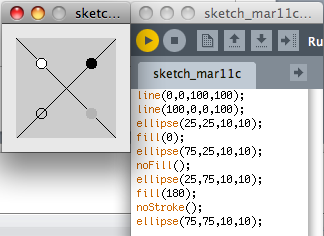 sketc...
sketch_mar11c
Ru
sketch_mar11c
line(0,0,100,100);
line(100,0,0,100);
ellipse(25,25,10,10);
fill(0);
ellipse(75,25,10,10);
noFill();
ellipse(25,75,10,10);
fill(180);
noStroke();
ellipse(75,75,10,10);